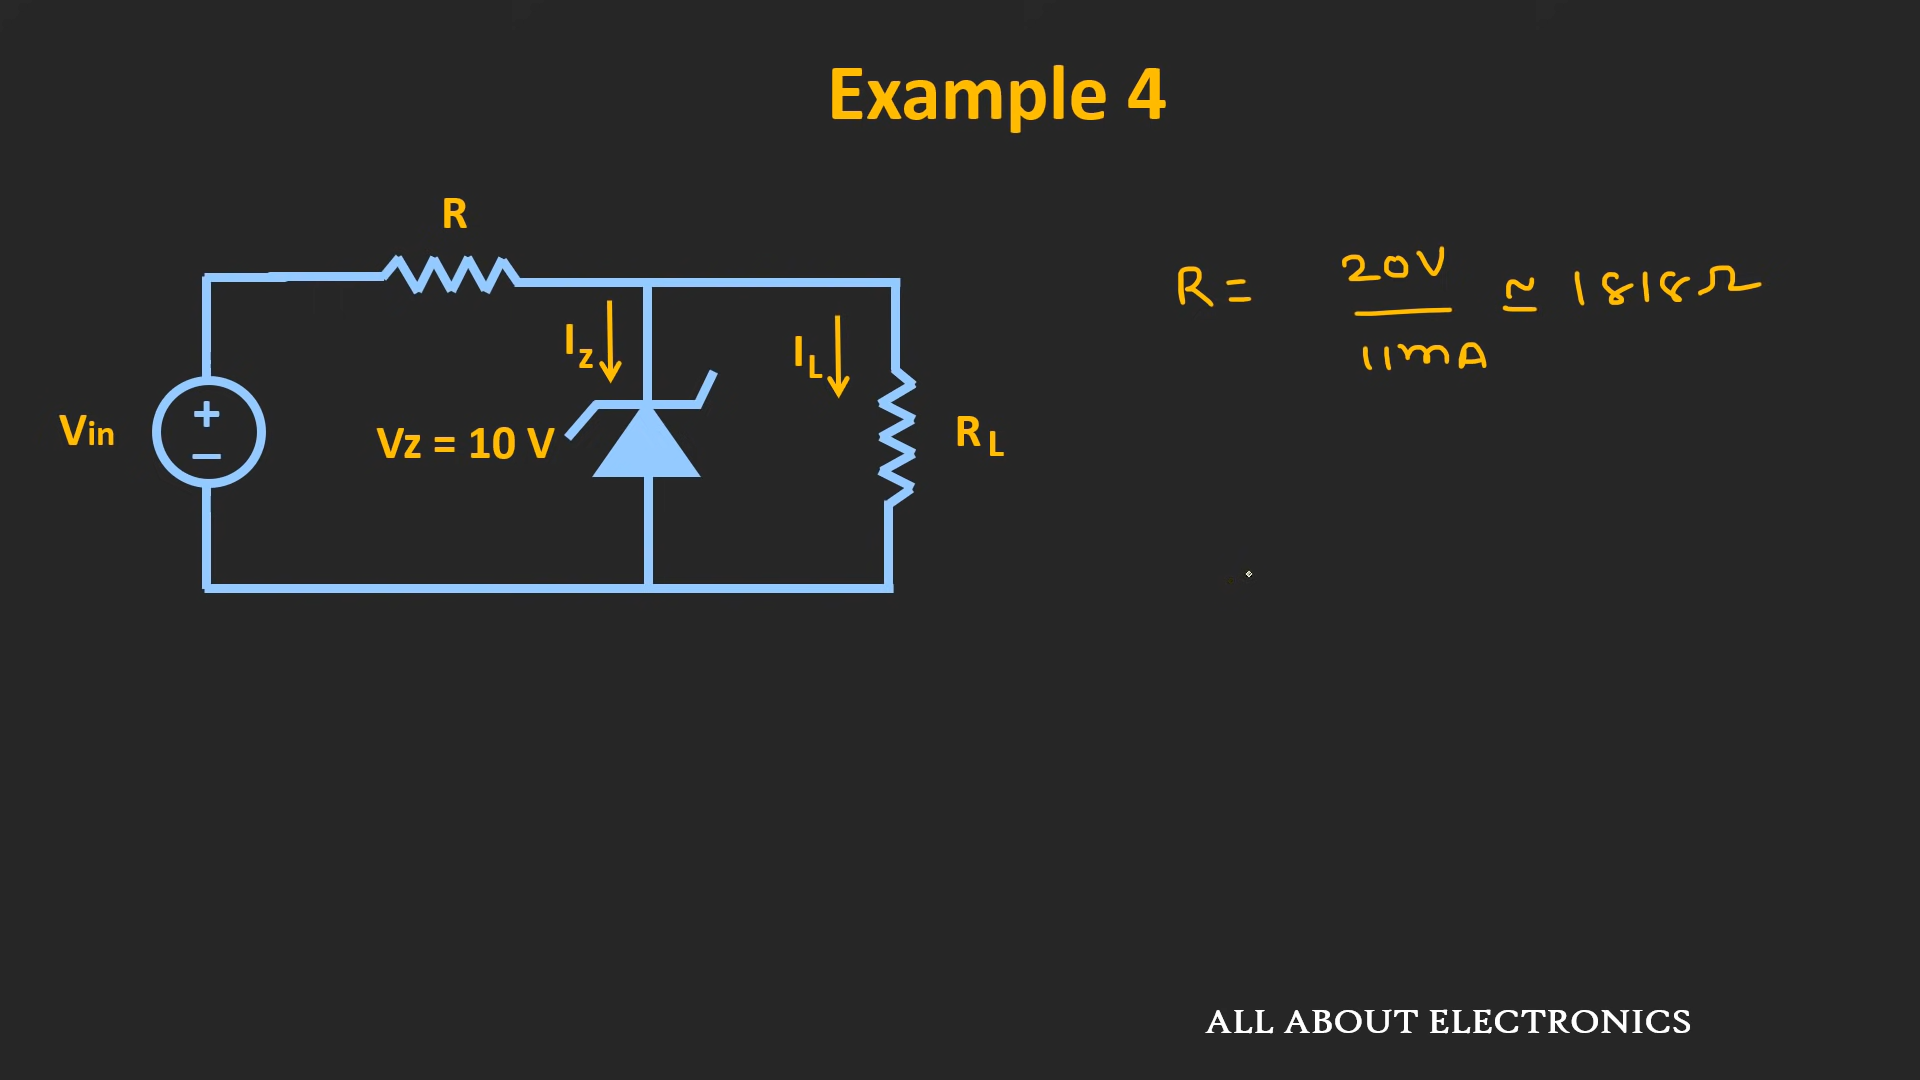 Example 4
R
R = 20V / 11mA ≃ 1818Ω
Iz
IL
+
−
Vin
Vz = 10 V
RL
ALL ABOUT ELECTRONICS